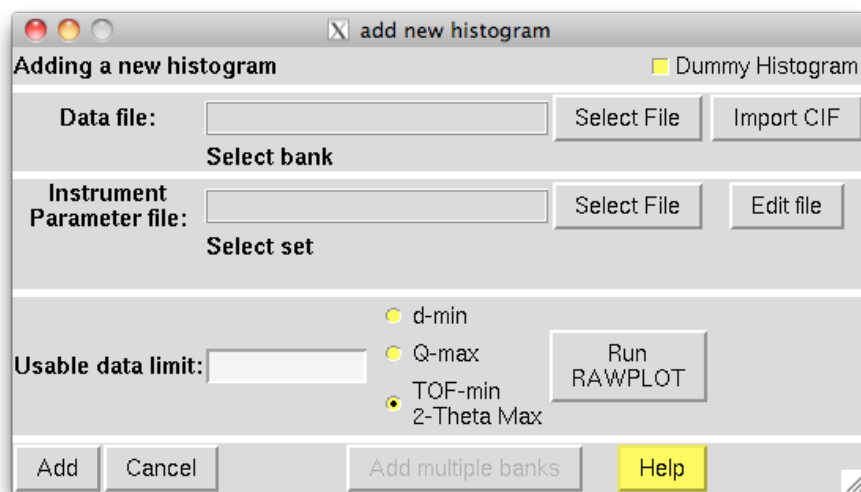 add new histogram
Adding a new histogram Dummy Histogram
Data file: Select File Import CIF
Select bank
Instrument
Parameter file: Select File Edit file
Select set
d-min
Usable data limit: Q-max Run
RAWPLOT
TOF-min
2-Theta Max
Add Cancel Add multiple banks Help